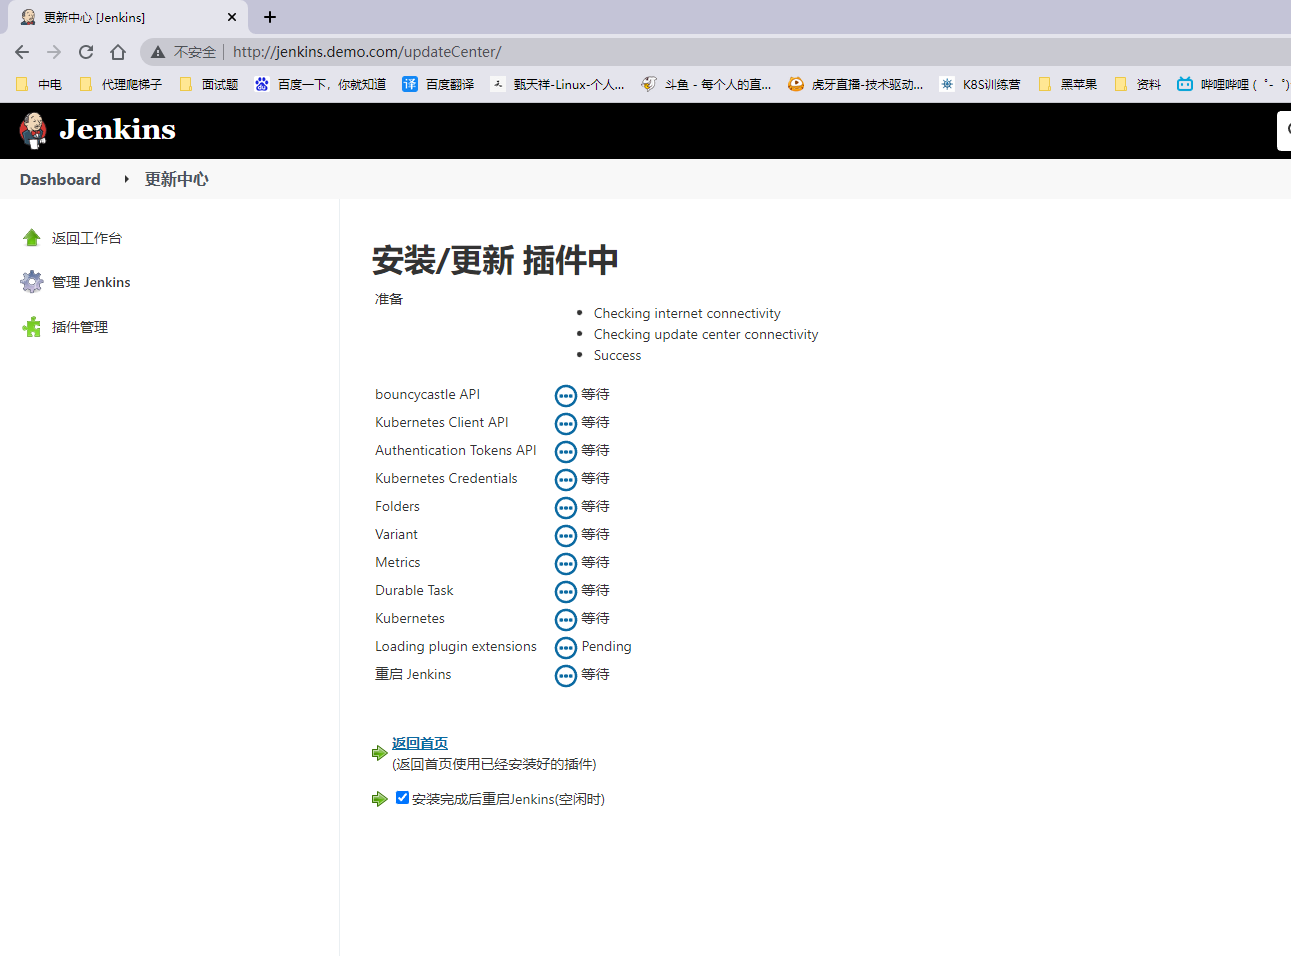 更新中心 [Jenkins]
不安全 http://jenkins.demo.com/updateCenter/
中电 代理爬梯子 面试题 百度一下，你就知道 译 百度翻译 甄天祥-Linux-个人... 斗鱼 - 每个人的直... 虎牙直播-技术驱动... K8S训练营 黑苹果 资料 哔哩哔哩 (゜-゜)
Jenkins
Dashboard 更新中心
返回工作台
管理 Jenkins
插件管理
安装/更新 插件中
准备
Checking internet connectivity
Checking update center connectivity
Success
bouncycastle API 等待
Kubernetes Client API 等待
Authentication Tokens API 等待
Kubernetes Credentials 等待
Folders 等待
Variant 等待
Metrics 等待
Durable Task 等待
Kubernetes 等待
Loading plugin extensions Pending
重启 Jenkins 等待
返回首页
(返回首页使用已经安装好的插件)
安装完成后重启Jenkins(空闲时)